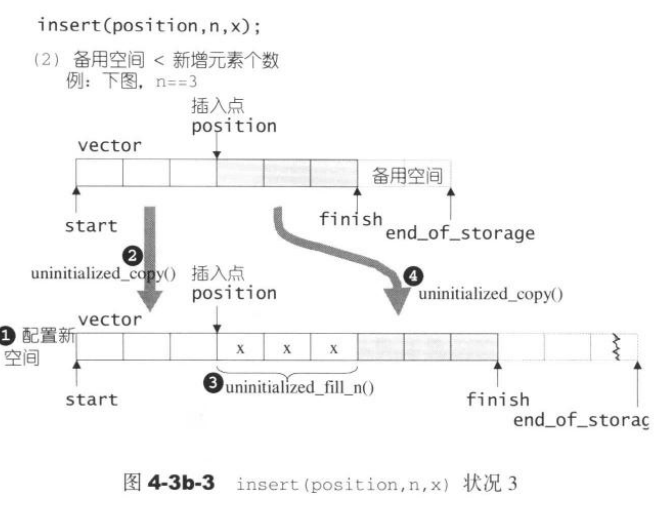 insert(position,n,x);
(2) 备用空间 < 新增元素个数
例：下图，n==3
插入点
position
vector
备用空间
start
finish
end_of_storage
❷
uninitialized_copy()
插入点
position
❹
uninitialized_copy()
vector
❶ 配置新
空间
x x x
❸ uninitialized_fill_n()
start
finish
end_of_storag
图 4-3b-3 insert(position,n,x) 状况 3